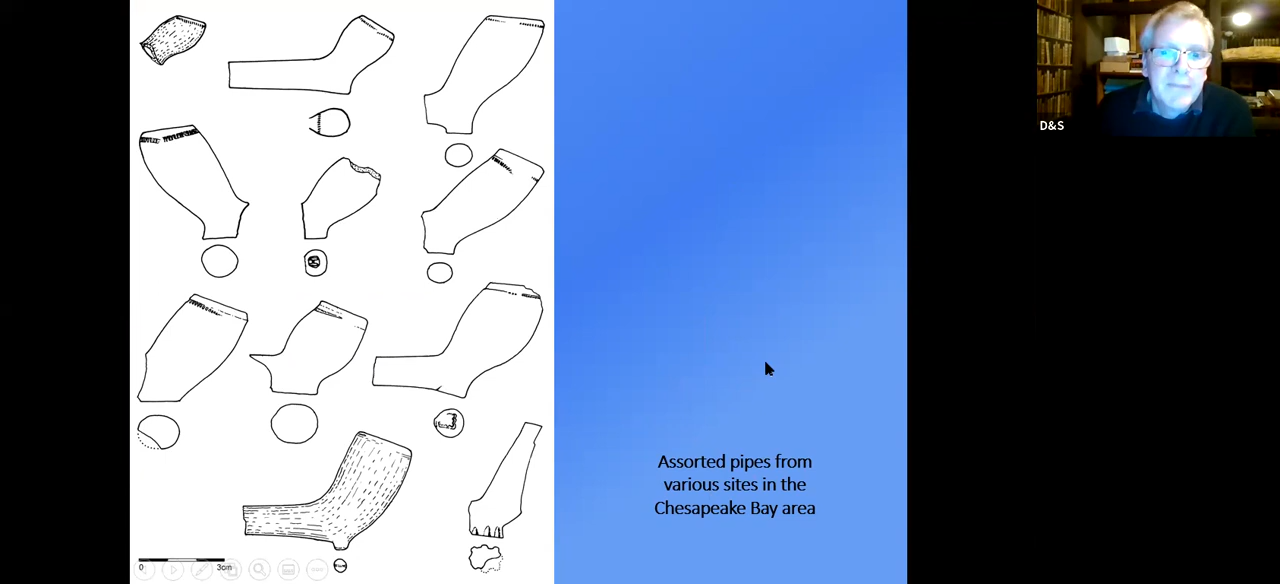 D&S
Assorted pipes from
various sites in the
Chesapeake Bay area
0 3cm